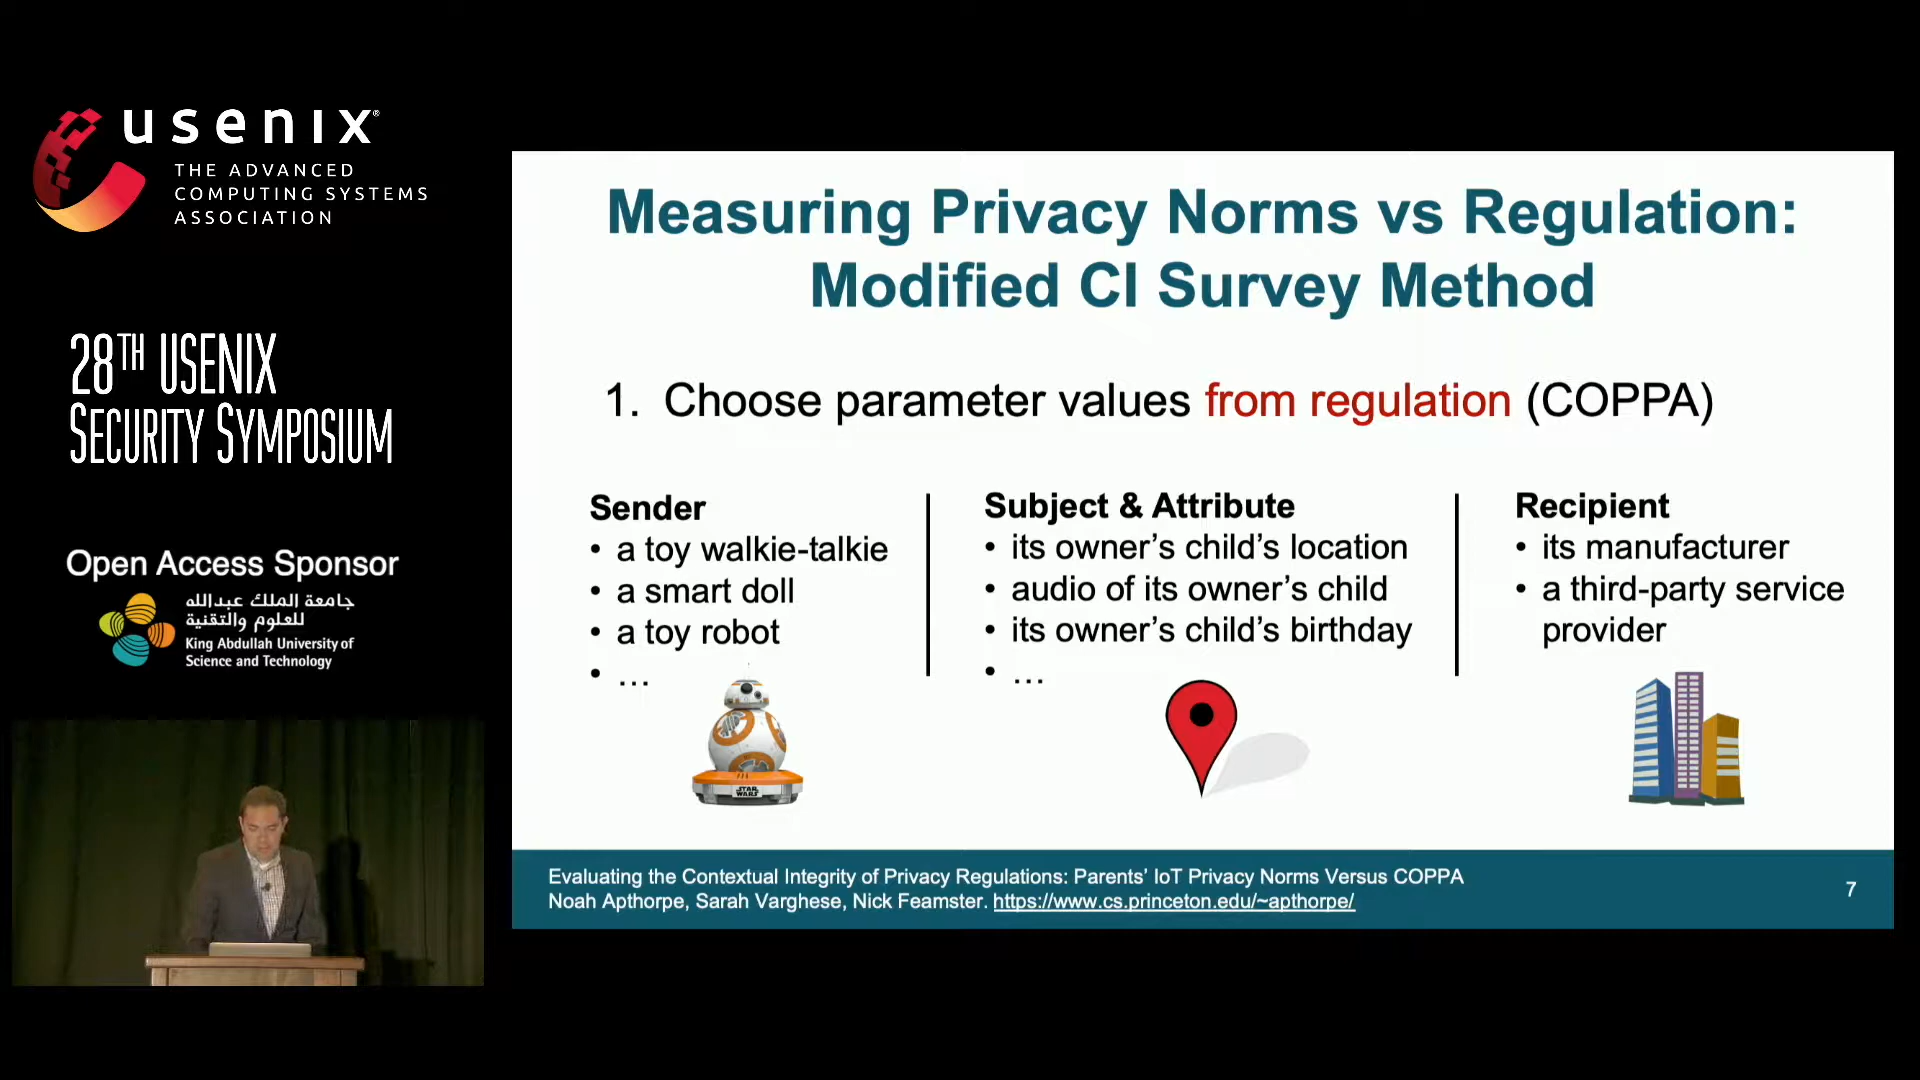 usenix®
THE ADVANCED
COMPUTING SYSTEMS
ASSOCIATION
28TH USENIX
SECURITY SYMPOSIUM
Open Access Sponsor
جامعة الملك عبدالله
للعلوم والتقنية
King Abdullah University of
Science and Technology
Measuring Privacy Norms vs Regulation:
Modified CI Survey Method
1. Choose parameter values from regulation (COPPA)
Sender
• a toy walkie-talkie
• a smart doll
• a toy robot
• ...
STAR
WARS
Subject & Attribute
• its owner's child's location
• audio of its owner's child
• its owner's child's birthday
• ...
Recipient
• its manufacturer
• a third-party service
provider
Evaluating the Contextual Integrity of Privacy Regulations: Parents' IoT Privacy Norms Versus COPPA
Noah Apthorpe, Sarah Varghese, Nick Feamster. https://www.cs.princeton.edu/~apthorpe/
7